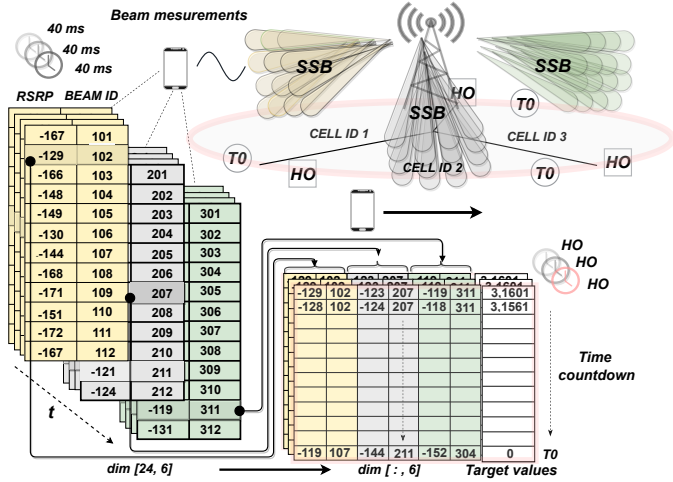 Beam mesurements
40 ms
40 ms
40 ms
SSB
SSB
SSB
HO
T0
CELL ID 1
CELL ID 3
CELL ID 2
T0
HO
T0
HO
RSRP BEAM ID
-167 101
-129 102
-166 103
-148 104
-149 105
-130 106
-144 107
-168 108
-171 109
-151 110
-172 111
-167 112
201
202
203
204
205
206
207
208
209
210
-121 211
-124 212
301
302
303
304
305
306
307
308
309
310
-119 311
-131 312
HO
HO
HO
-129 102 -123 207 -119 311 3.1601
-128 102 -124 207 -118 311 3.1561
-119 107 -144 211 -152 304 0
Time
countdown
T0
t
dim [24, 6]
dim [ : , 6]
Target values